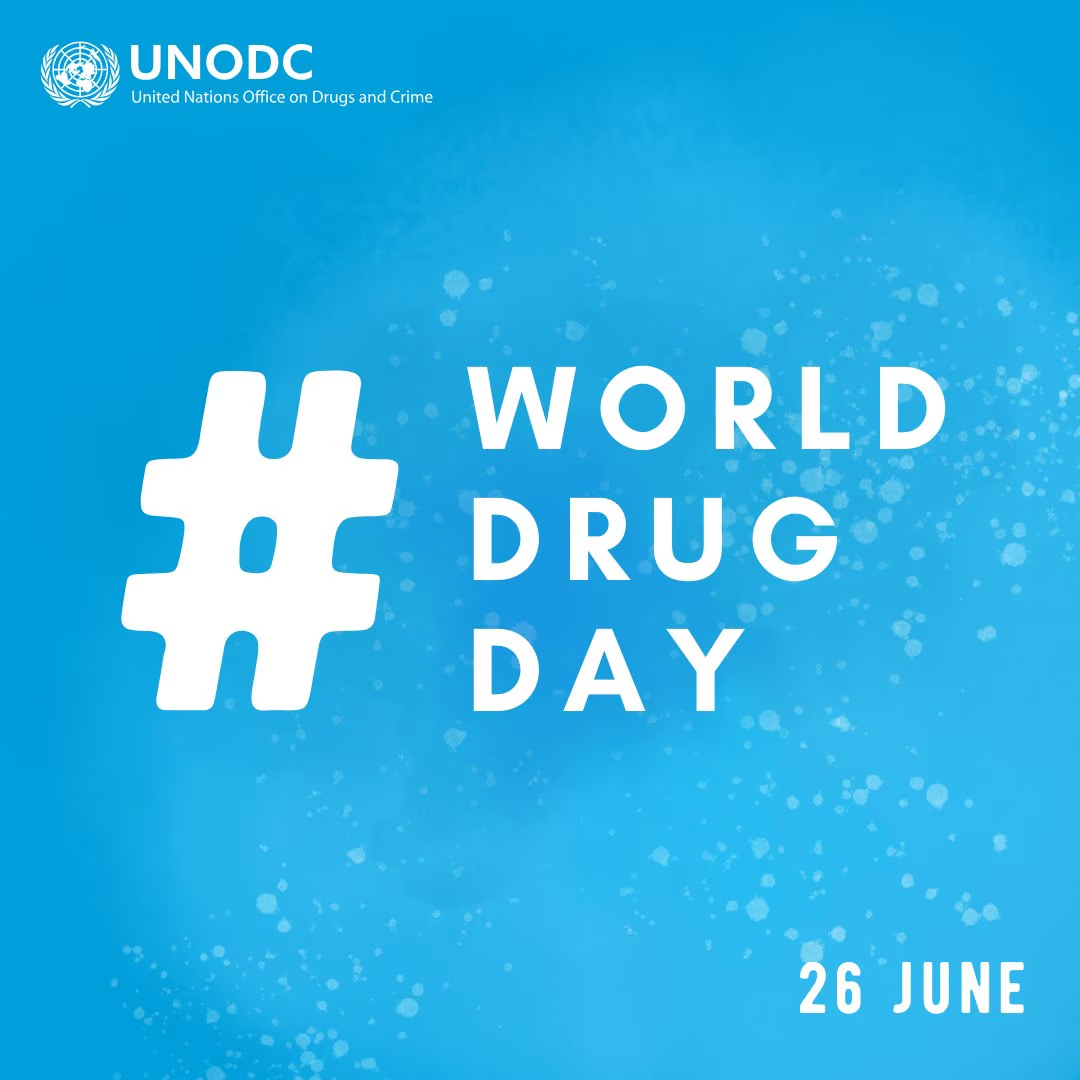 UNODC
United Nations Office on Drugs and Crime
# WORLD
DRUG
DAY
26 JUNE